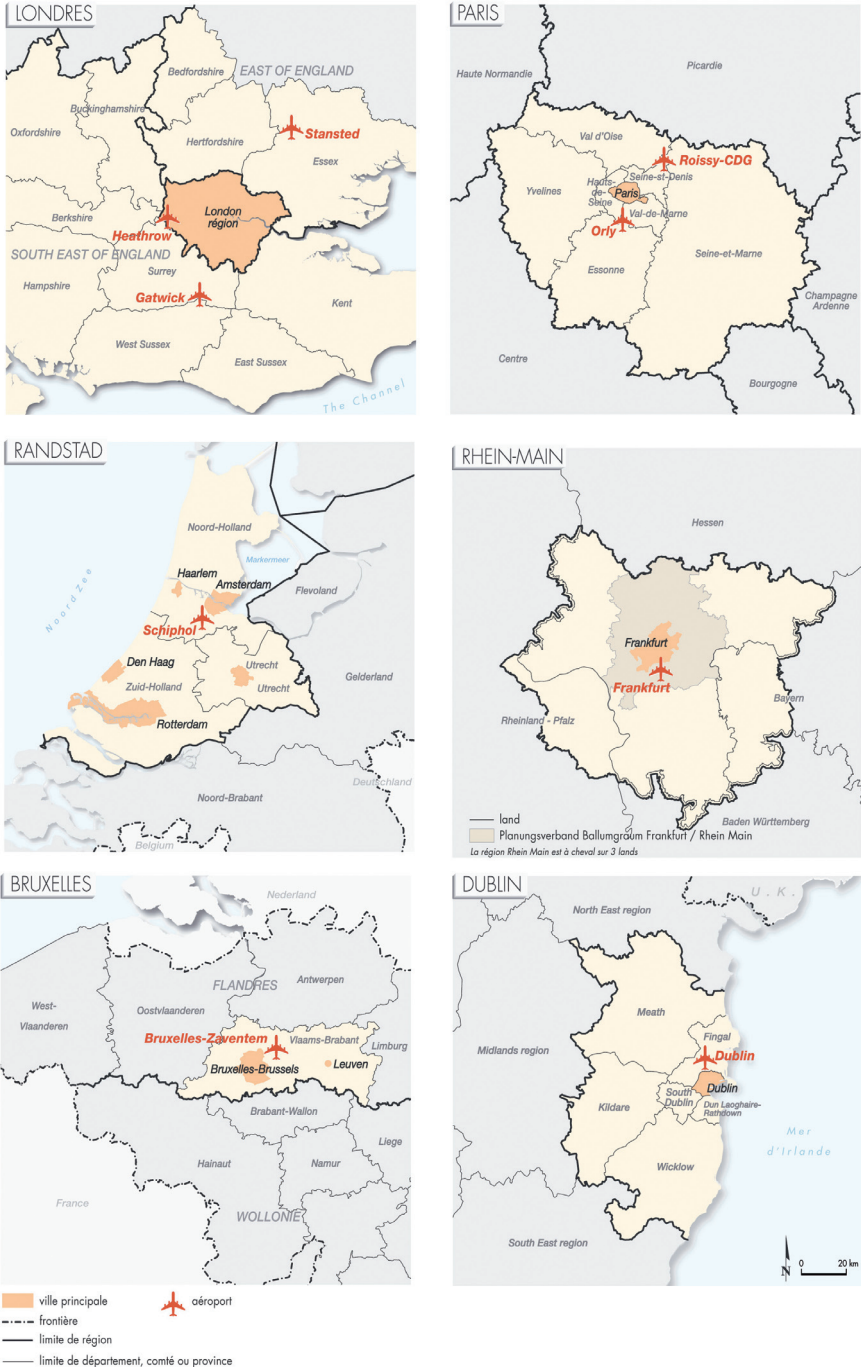 LONDRES
Bedfordshire
EAST OF ENGLAND
Buckinghamshire
Oxfordshire
Hertfordshire
Stansted
Essex
London
région
Berkshire
Heathrow
SOUTH EAST OF ENGLAND
Surrey
Hampshire
Gatwick
Kent
West Sussex
East Sussex
The Channel
PARIS
Haute Normandie
Picardie
Val d'Oise
Roissy-CDG
Seine-St-Denis
Hauts-
de-
Seine
Paris
Yvelines
Val-de-Marne
Orly
Essonne
Seine-et-Marne
Champagne
Ardenne
Centre
Bourgogne
RANDSTAD
Noord-Holland
Noord Zee
Markermeer
Haarlem
Amsterdam
Flevoland
Schiphol
Den Haag
Utrecht
Zuid-Holland
Utrecht
Gelderland
Rotterdam
Deutschland
Noord-Brabant
Belgium
RHEIN-MAIN
Hessen
Frankfurt
Frankfurt
Bayern
Rheinland - Pfalz
Baden Württemberg
land
Planungsverband Ballumgraum Frankfurt / Rhein Main
La région Rhein Main est à cheval sur 3 lands
BRUXELLES
Nederland
Antwerpen
FLANDRES
West-
Vlaanderen
Oostvlaanderen
Bruxelles-Zaventem
Vlaams-Brabant
Limburg
Leuven
Bruxelles-Brussels
Brabant-Wallon
Liege
Hainaut
Namur
France
WOLLONIE
DUBLIN
U.K.
North East region
Meath
Fingal
Midlands region
Dublin
Dublin
South
Dublin
Kildare
Dun Laoghaire-
Rathdown
Mer
d'Irlande
Wicklow
South East region
N
0 20 km
ville principale
aéroport
frontière
limite de région
limite de département, comté ou province